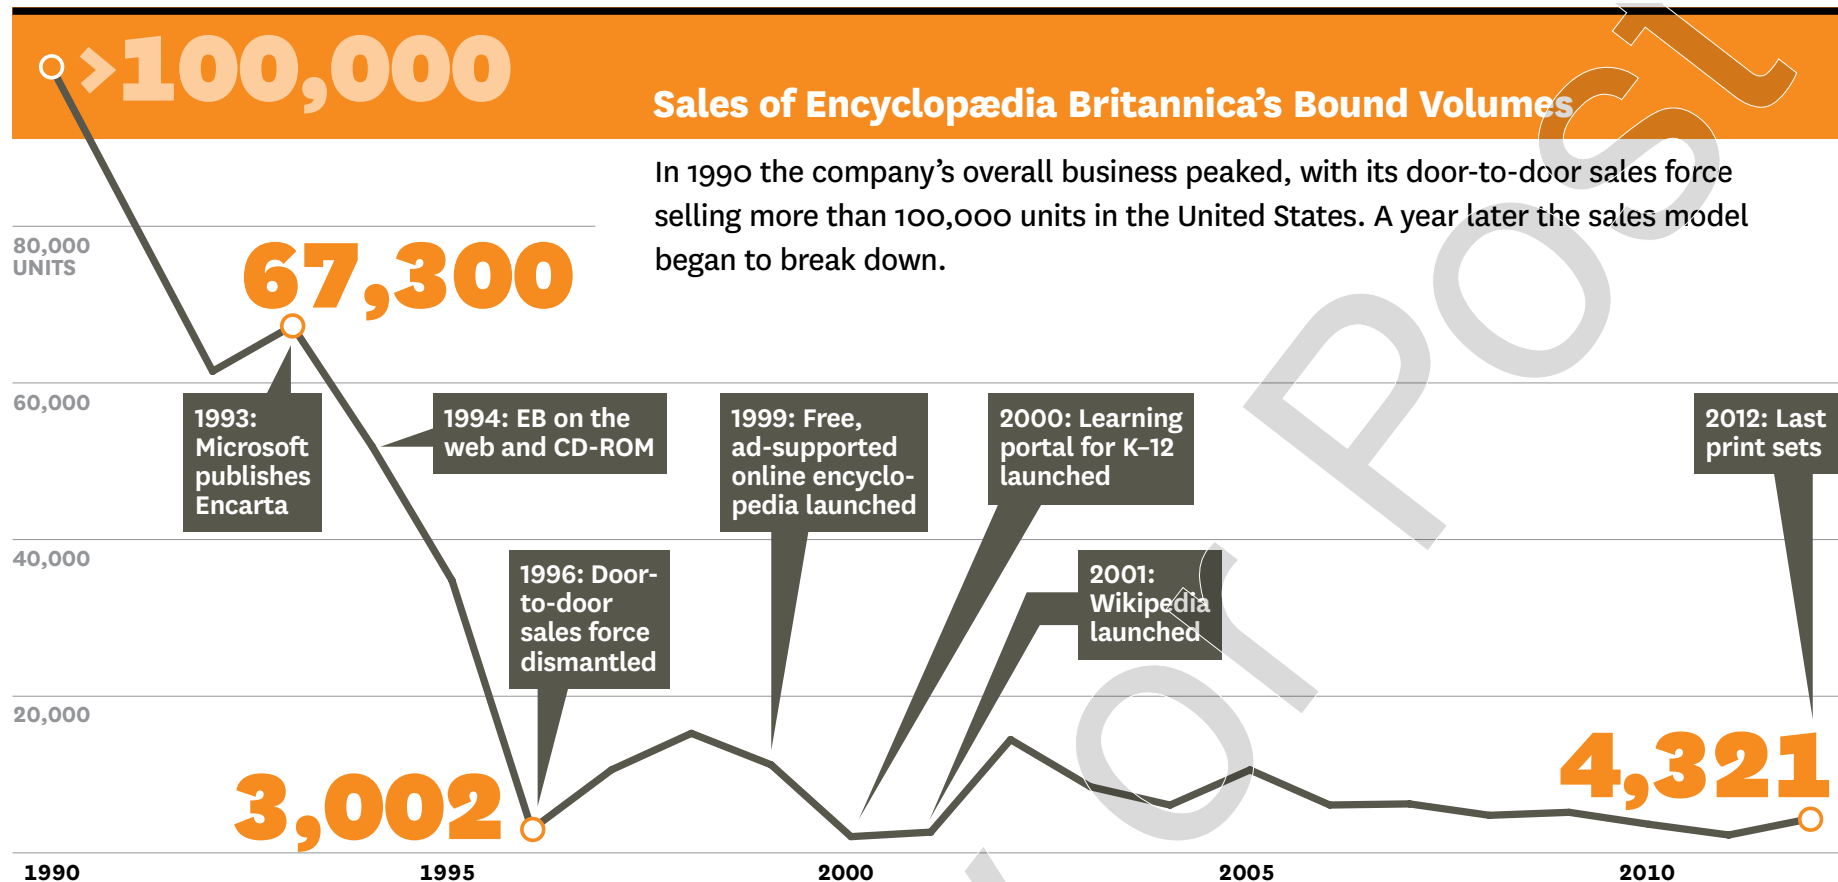 >100,000
Sales of Encyclopædia Britannica’s Bound Volumes
In 1990 the company’s overall business peaked, with its door-to-door sales force
selling more than 100,000 units in the United States. A year later the sales model
began to break down.
80,000
UNITS
67,300
60,000
1993:
Microsoft
publishes
Encarta
1994: EB on the
web and CD-ROM
1999: Free,
ad-supported
online encyclo-
pedia launched
2000: Learning
portal for K–12
launched
2012: Last
print sets
40,000
1996: Door-
to-door
sales force
dismantled
2001:
Wikipedia
launched
20,000
3,002
4,321
1990
1995
2000
2005
2010
or Post